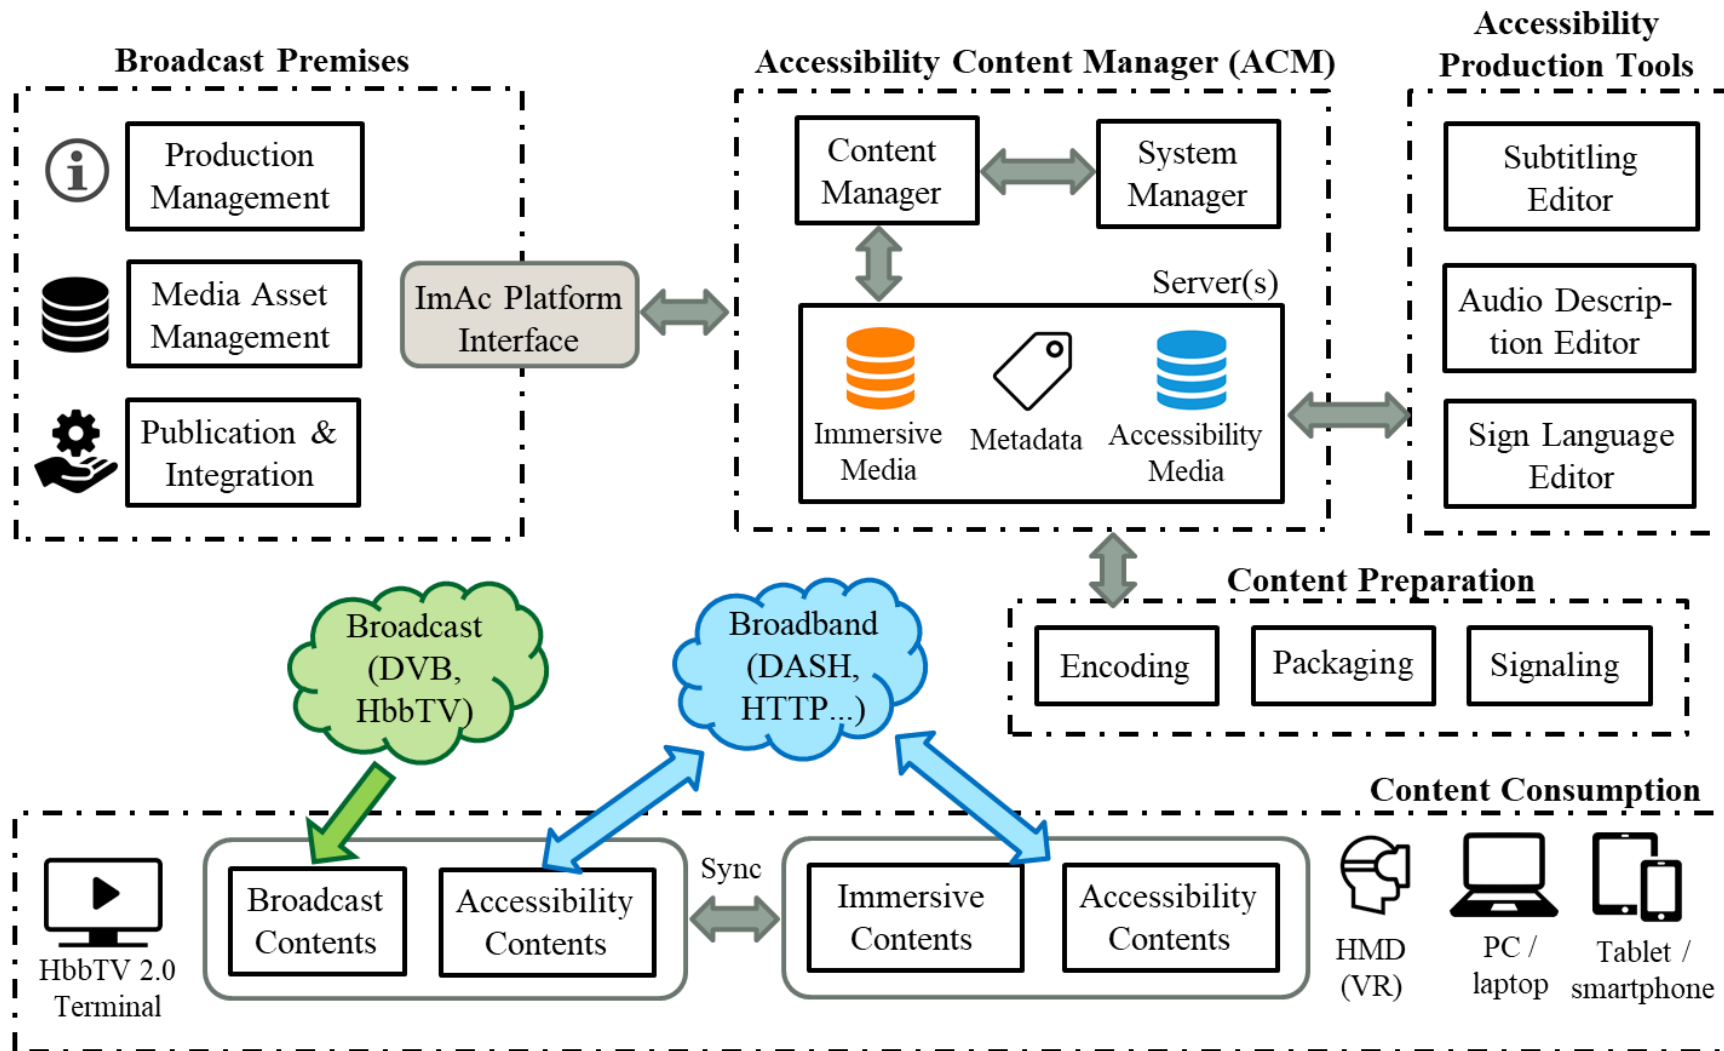 Broadcast Premises
Production
Management
Media Asset
Management
Publication &
Integration
ImAc Platform
Interface
Accessibility Content Manager (ACM)
Content
Manager
System
Manager
Server(s)
Immersive
Media
Metadata
Accessibility
Media
Accessibility
Production Tools
Subtitling
Editor
Audio Descrip-
tion Editor
Sign Language
Editor
Content Preparation
Encoding
Packaging
Signaling
Broadcast
(DVB,
HbbTV)
Broadband
(DASH,
HTTP...)
Content Consumption
HbbTV 2.0
Terminal
Broadcast
Contents
Accessibility
Contents
Sync
Immersive
Contents
Accessibility
Contents
HMD
(VR)
PC /
laptop
Tablet /
smartphone